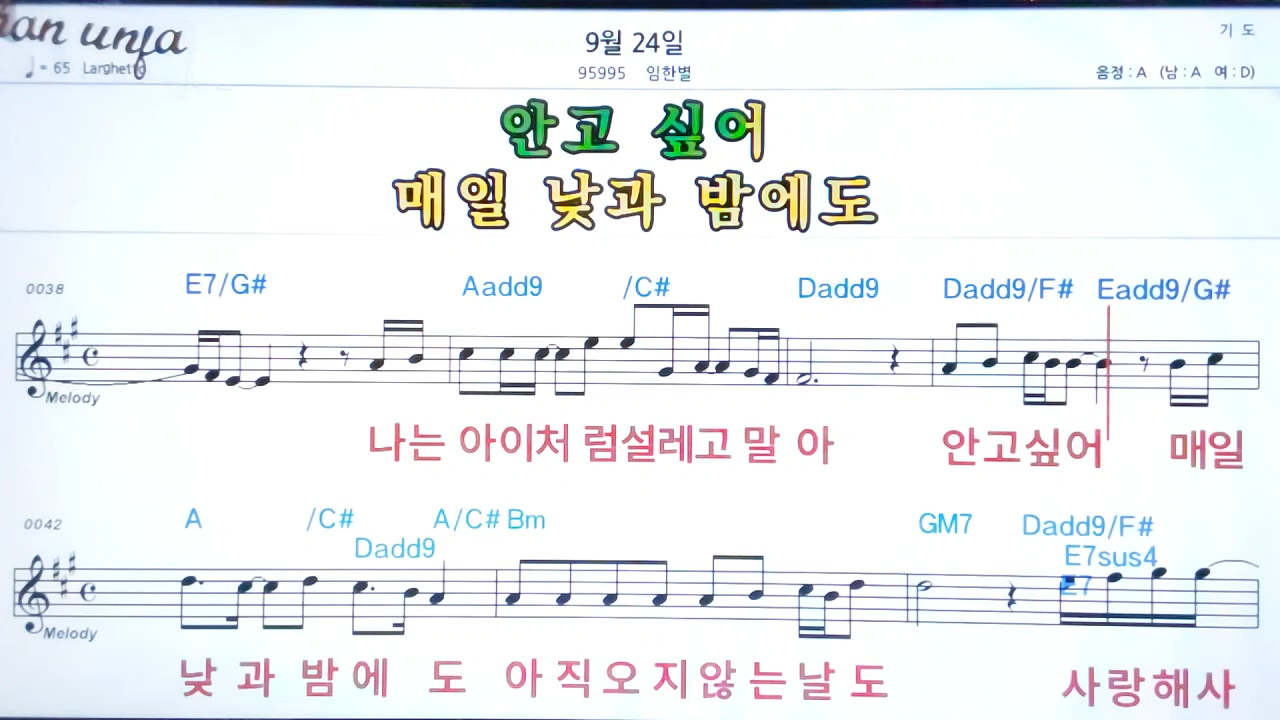 an unfa
♩= 65 Larghetto
9월 24일
95995 임한별
기 도
음정 : A (남 : A 여 : D)
안고 싶어
매일 낮과 밤에도
0038
E7/G# Aadd9 /C# Dadd9 Dadd9/F# Eadd9/G#
Melody
나는 아이처 럼설레고 말 아 안고싶어 매일
0042
A /C# Dadd9 A/C# Bm GM7 Dadd9/F# E7sus4 E7
Melody
낮 과 밤 에 도 아 직 오 지 않 는 날 도 사 랑 해 사